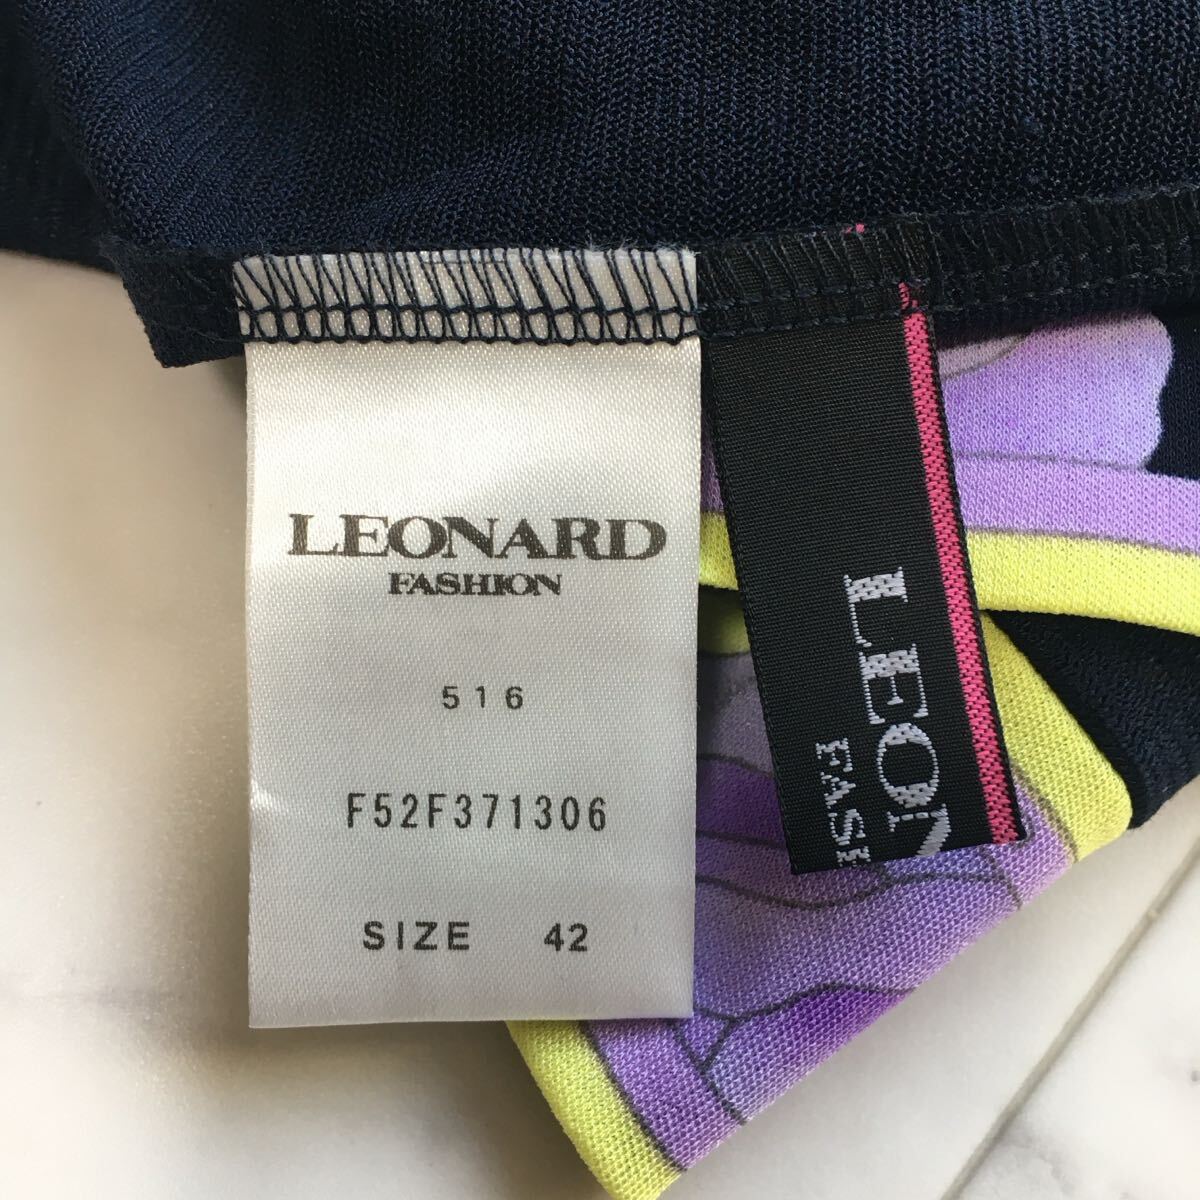 LEONARD
FASHION
516
F52F371306
SIZE 42
LEON
FASH